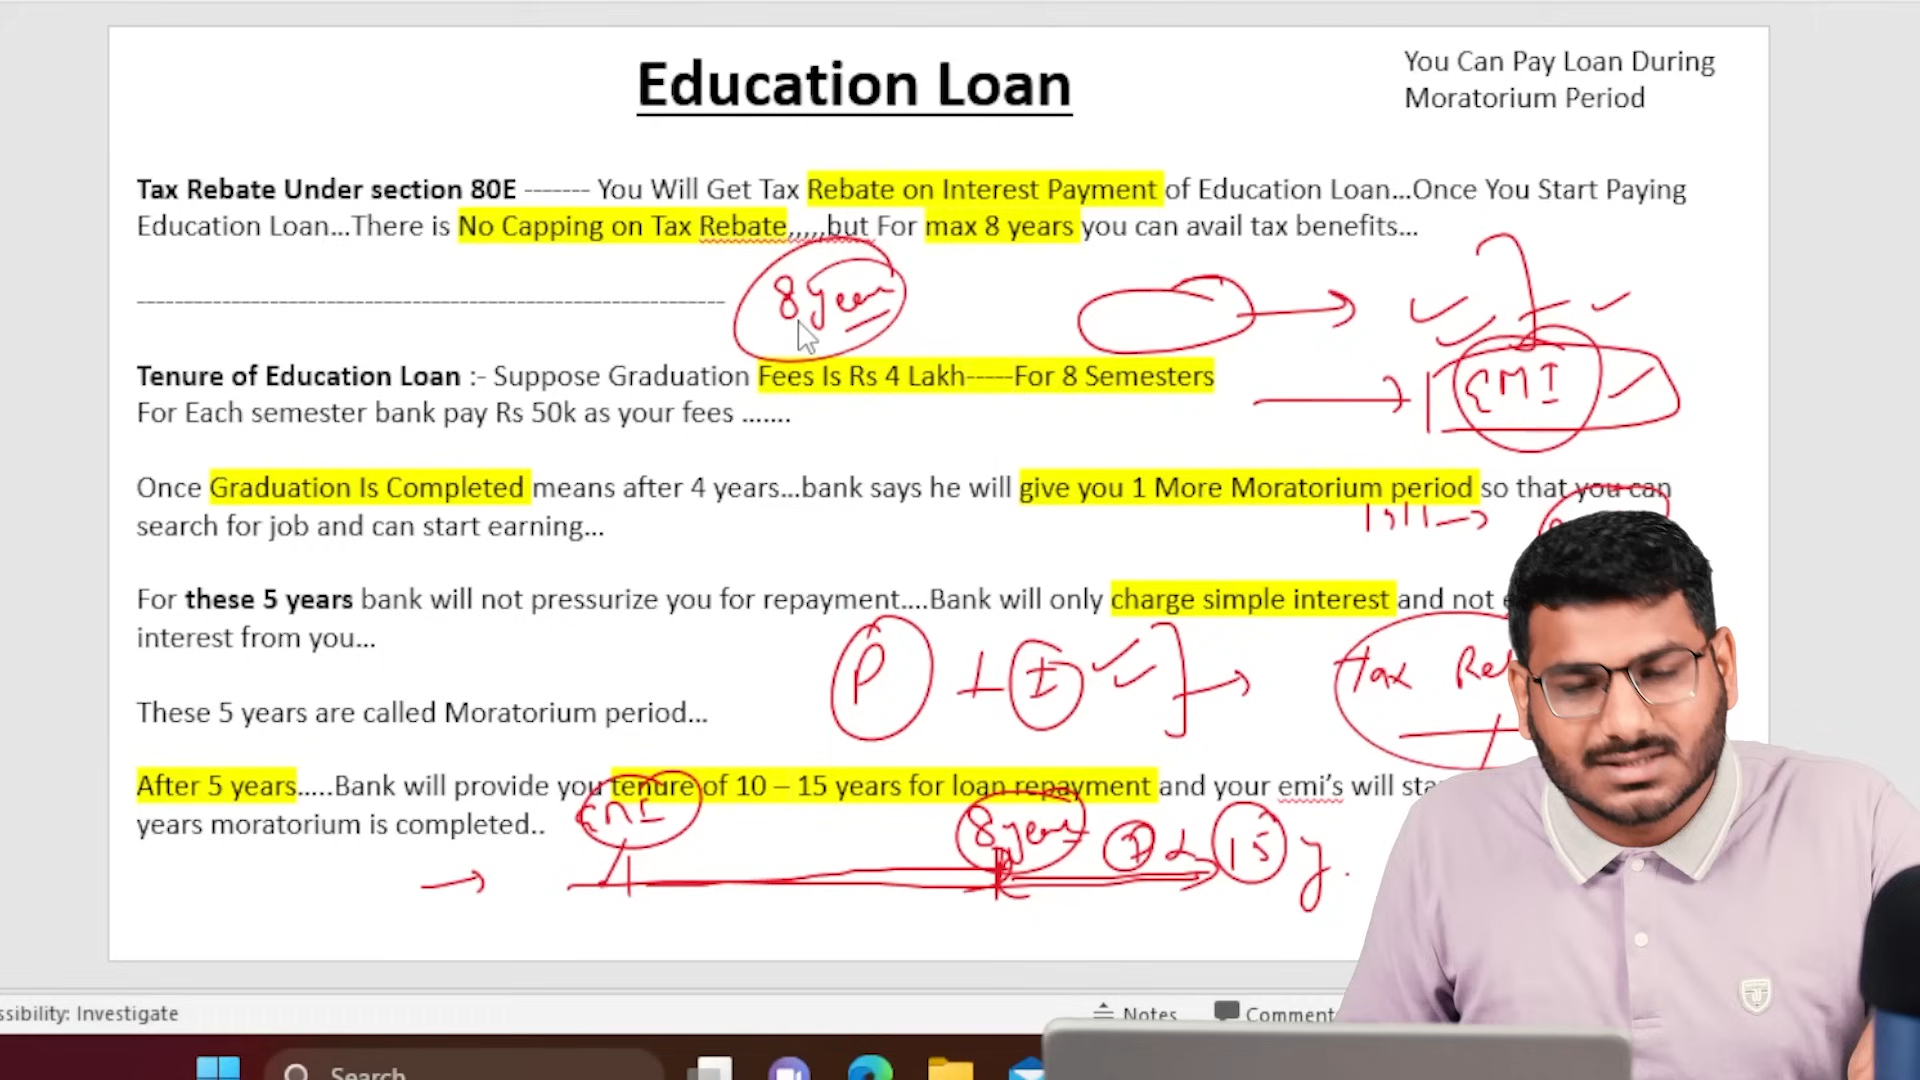 Education Loan
You Can Pay Loan During
Moratorium Period
Tax Rebate Under section 80E ------- You Will Get Tax Rebate on Interest Payment of Education Loan...Once You Start Paying
Education Loan...There is No Capping on Tax Rebate,,,,,but For max 8 years you can avail tax benefits...
8 year
Tenure of Education Loan :- Suppose Graduation Fees Is Rs 4 Lakh-----For 8 Semesters
EMI
For Each semester bank pay Rs 50k as your fees .......
Once Graduation Is Completed means after 4 years...bank says he will give you 1 More Moratorium period so that you can
search for job and can start earning...
For these 5 years bank will not pressurize you for repayment....Bank will only charge simple interest and not
interest from you...
P + I
Tax
These 5 years are called Moratorium period...
After 5 years.....Bank will provide you tenure of 10 – 15 years for loan repayment and your emi's will
years moratorium is completed..
EMI
8 year
15 y.
ssibility: Investigate
Notes
Comment
Search